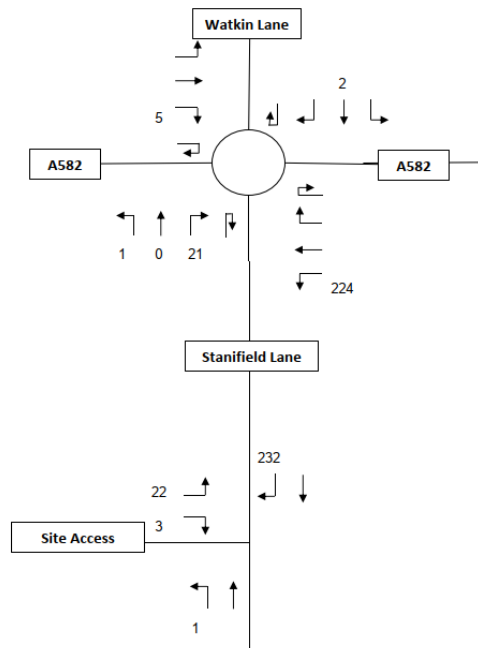 Watkin Lane
2
5
A582
A582
1 0 21
224
Stanifield Lane
232
22
3
Site Access
1